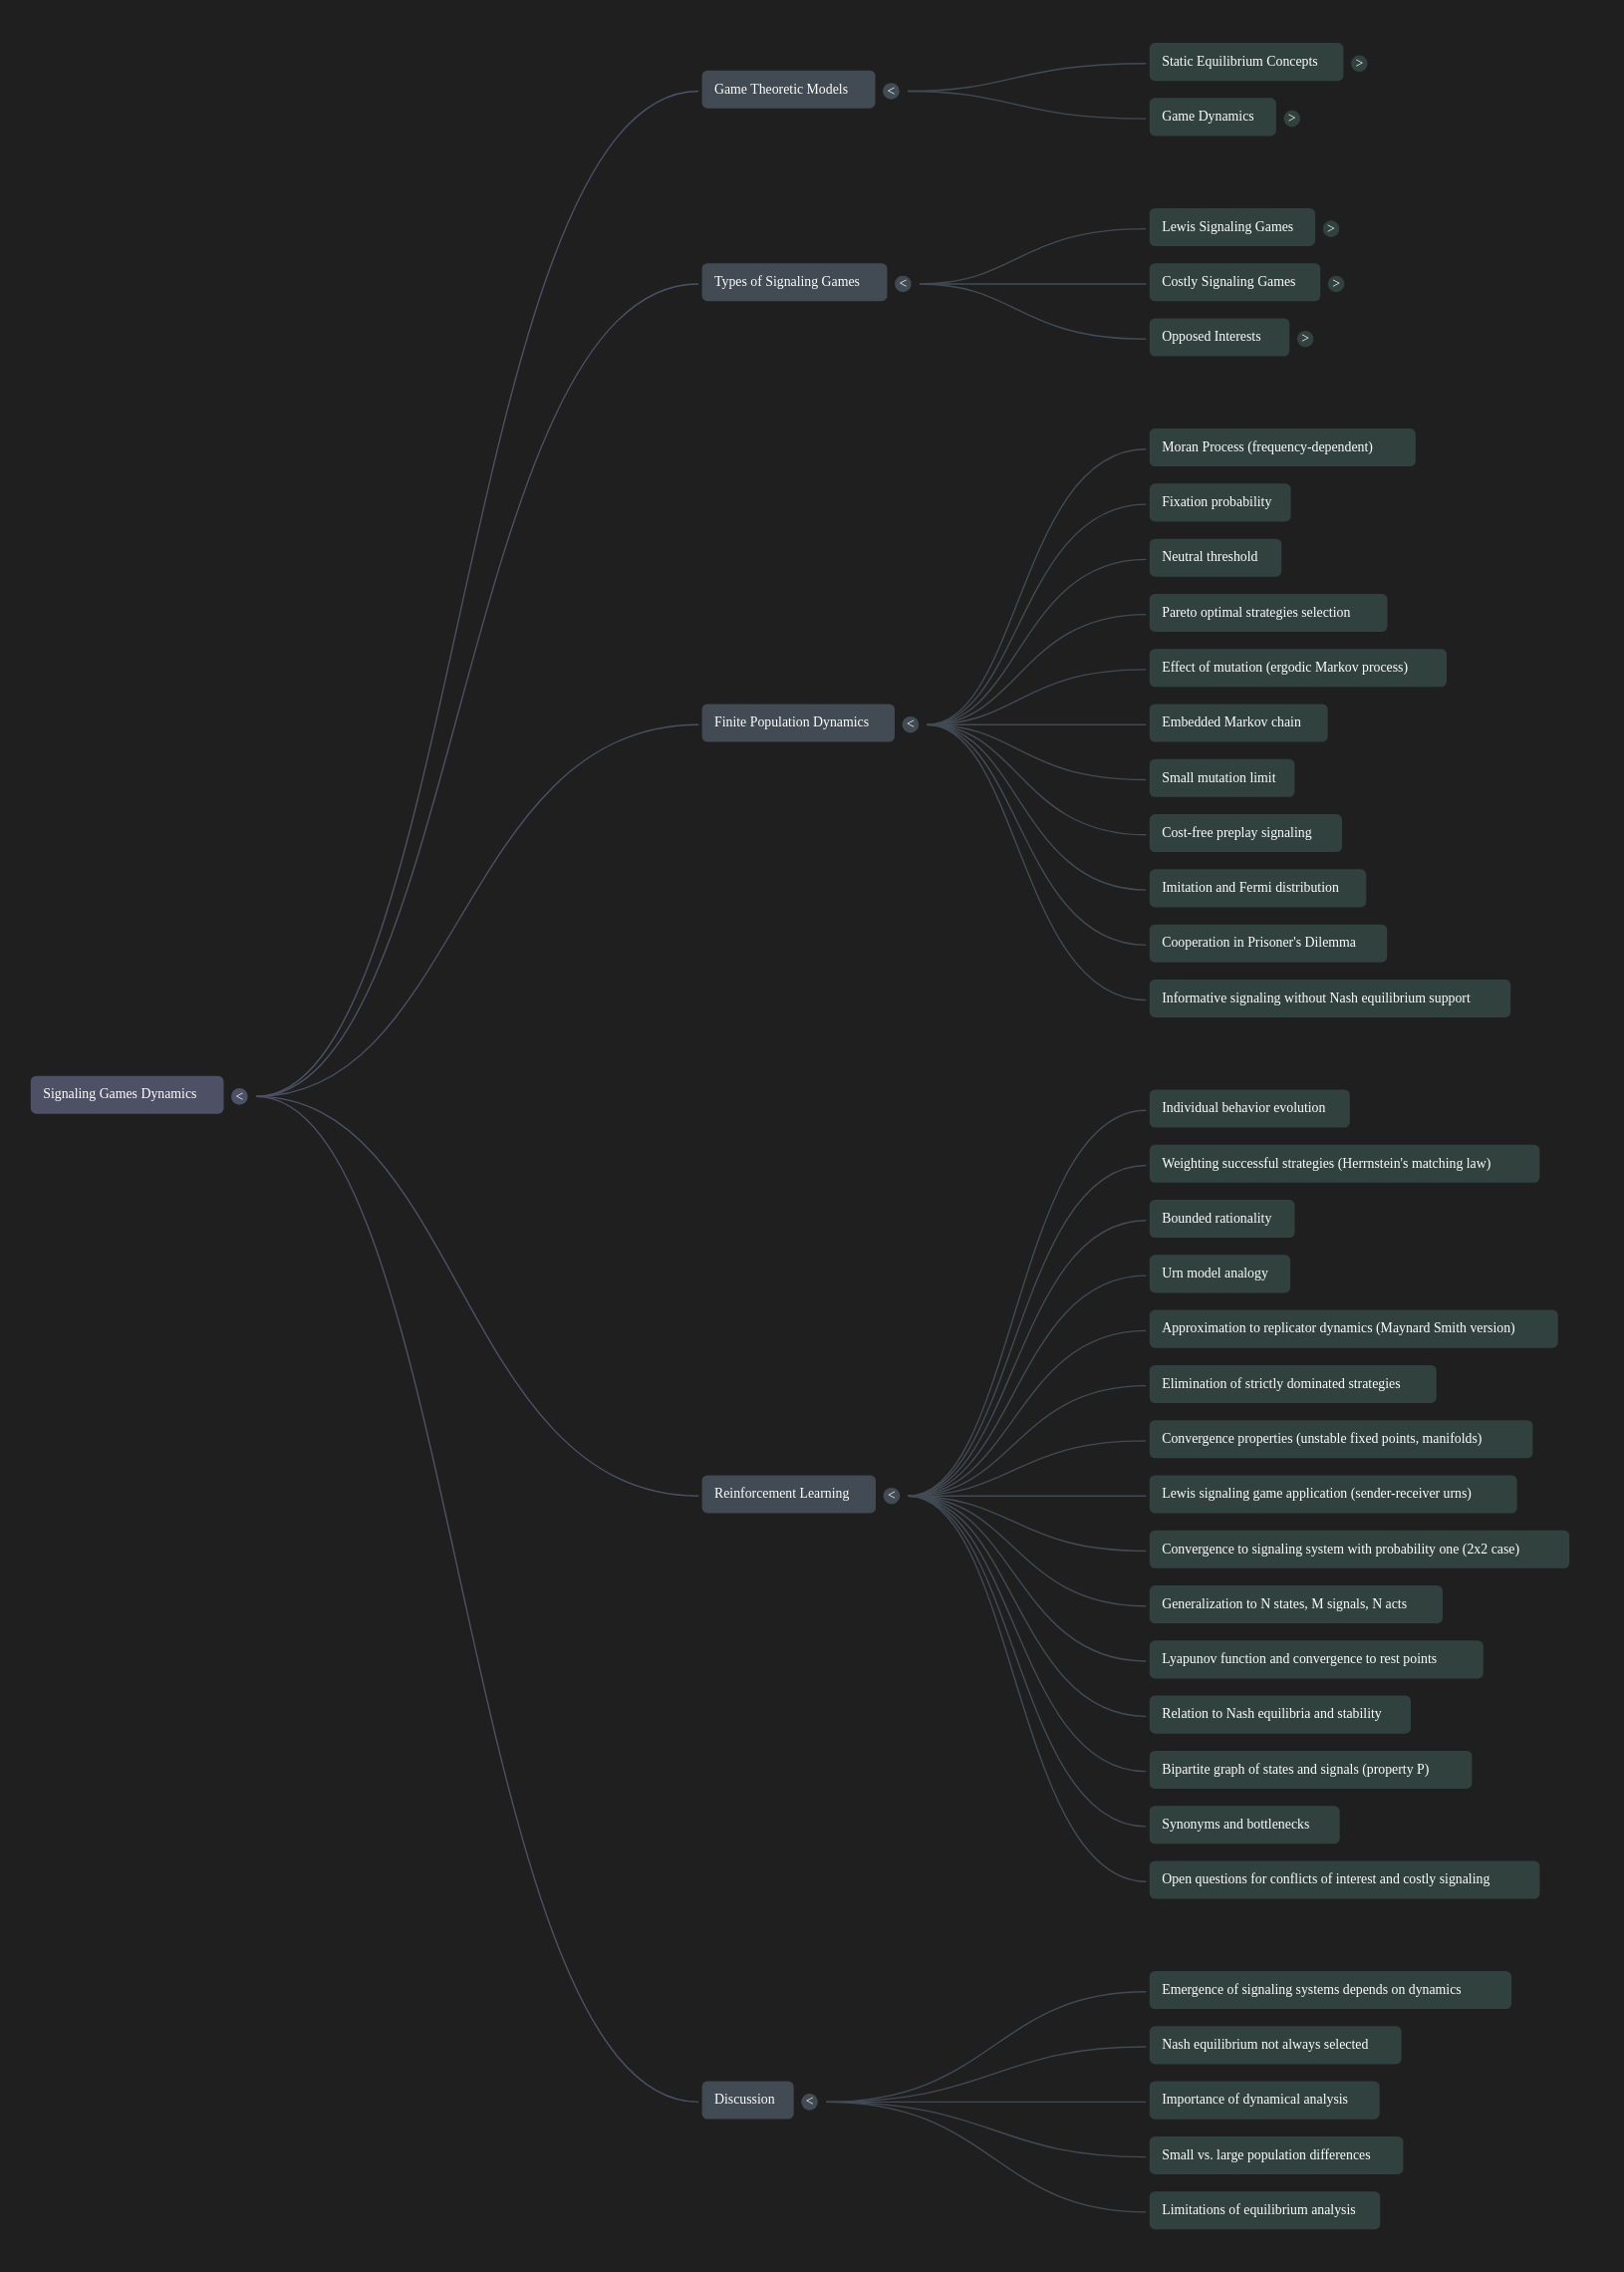 Signaling Games Dynamics
<
Game Theoretic Models
<
Static Equilibrium Concepts
>
Game Dynamics
>
Types of Signaling Games
<
Lewis Signaling Games
>
Costly Signaling Games
>
Opposed Interests
>
Finite Population Dynamics
<
Moran Process (frequency-dependent)
Fixation probability
Neutral threshold
Pareto optimal strategies selection
Effect of mutation (ergodic Markov process)
Embedded Markov chain
Small mutation limit
Cost-free preplay signaling
Imitation and Fermi distribution
Cooperation in Prisoner's Dilemma
Informative signaling without Nash equilibrium support
Reinforcement Learning
<
Individual behavior evolution
Weighting successful strategies (Herrnstein's matching law)
Bounded rationality
Urn model analogy
Approximation to replicator dynamics (Maynard Smith version)
Elimination of strictly dominated strategies
Convergence properties (unstable fixed points, manifolds)
Lewis signaling game application (sender-receiver urns)
Convergence to signaling system with probability one (2x2 case)
Generalization to N states, M signals, N acts
Lyapunov function and convergence to rest points
Relation to Nash equilibria and stability
Bipartite graph of states and signals (property P)
Synonyms and bottlenecks
Open questions for conflicts of interest and costly signaling
Discussion
<
Emergence of signaling systems depends on dynamics
Nash equilibrium not always selected
Importance of dynamical analysis
Small vs. large population differences
Limitations of equilibrium analysis